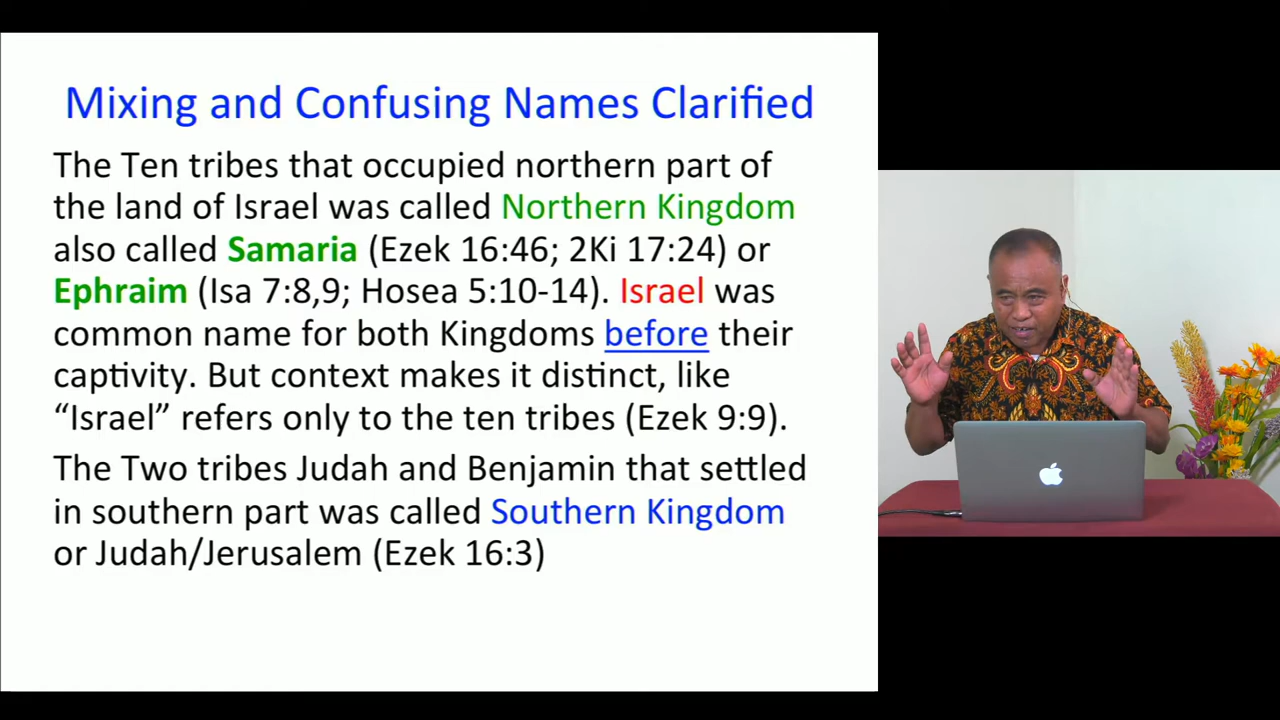 Mixing and Confusing Names Clarified
The Ten tribes that occupied northern part of
the land of Israel was called Northern Kingdom
also called Samaria (Ezek 16:46; 2Ki 17:24) or
Ephraim (Isa 7:8,9; Hosea 5:10-14). Israel was
common name for both Kingdoms before their
captivity. But context makes it distinct, like
“Israel” refers only to the ten tribes (Ezek 9:9).
The Two tribes Judah and Benjamin that settled
in southern part was called Southern Kingdom
or Judah/Jerusalem (Ezek 16:3)